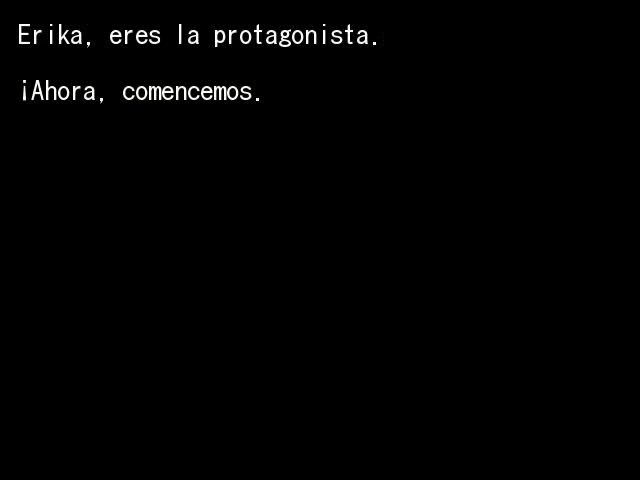 Erika, eres la protagonista.
¡Ahora, comencemos.